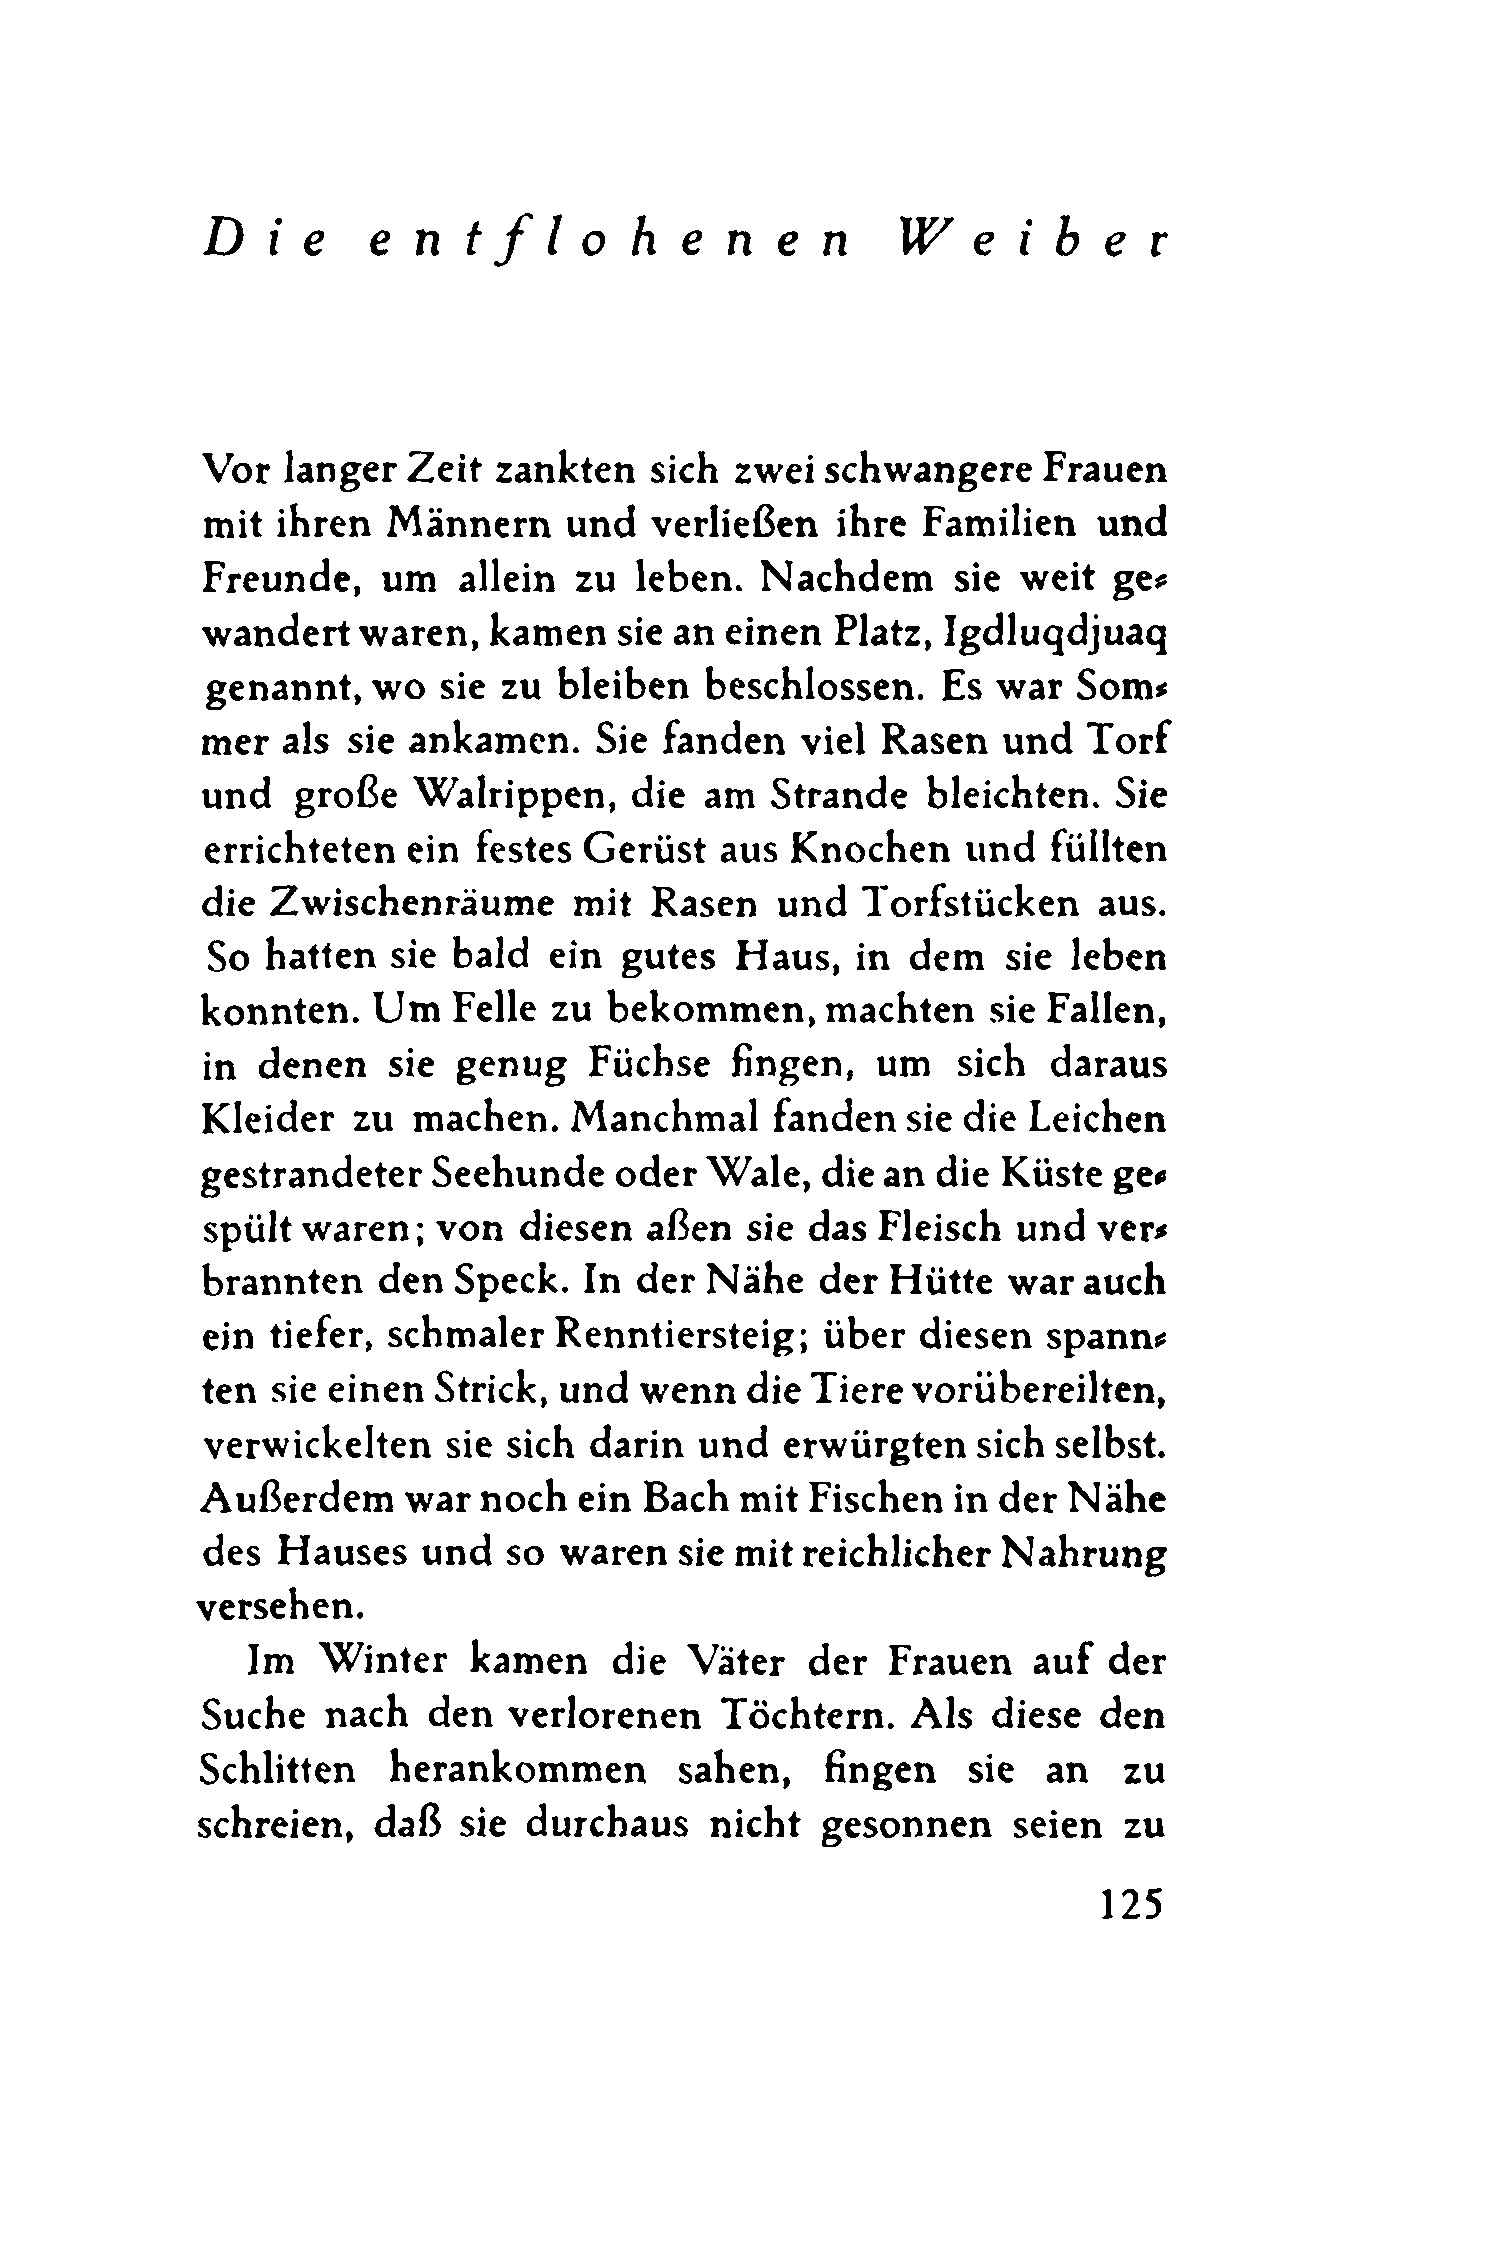 Die entflohenen Weiber
Vor langer Zeit zankten sich zwei schwangere Frauen
mit ihren Männern und verließen ihre Familien und
Freunde, um allein zu leben. Nachdem sie weit ge-
wandert waren, kamen sie an einen Platz, Igdluqdjuaq
genannt, wo sie zu bleiben beschlossen. Es war Som-
mer als sie ankamen. Sie fanden viel Rasen und Torf
und große Walrippen, die am Strande bleichten. Sie
errichteten ein festes Gerüst aus Knochen und füllten
die Zwischenräume mit Rasen und Torfstücken aus.
So hatten sie bald ein gutes Haus, in dem sie leben
konnten. Um Felle zu bekommen, machten sie Fallen,
in denen sie genug Füchse fingen, um sich daraus
Kleider zu machen. Manchmal fanden sie die Leichen
gestrandeter Seehunde oder Wale, die an die Küste ge-
spült waren; von diesen aßen sie das Fleisch und ver-
brannten den Speck. In der Nähe der Hütte war auch
ein tiefer, schmaler Renntiersteig; über diesen spann-
ten sie einen Strick, und wenn die Tiere vorübereilten,
verwickelten sie sich darin und erwürgten sich selbst.
Außerdem war noch ein Bach mit Fischen in der Nähe
des Hauses und so waren sie mit reichlicher Nahrung
versehen.
Im Winter kamen die Väter der Frauen auf der
Suche nach den verlorenen Töchtern. Als diese den
Schlitten herankommen sahen, fingen sie an zu
schreien, daß sie durchaus nicht gesonnen seien zu
125